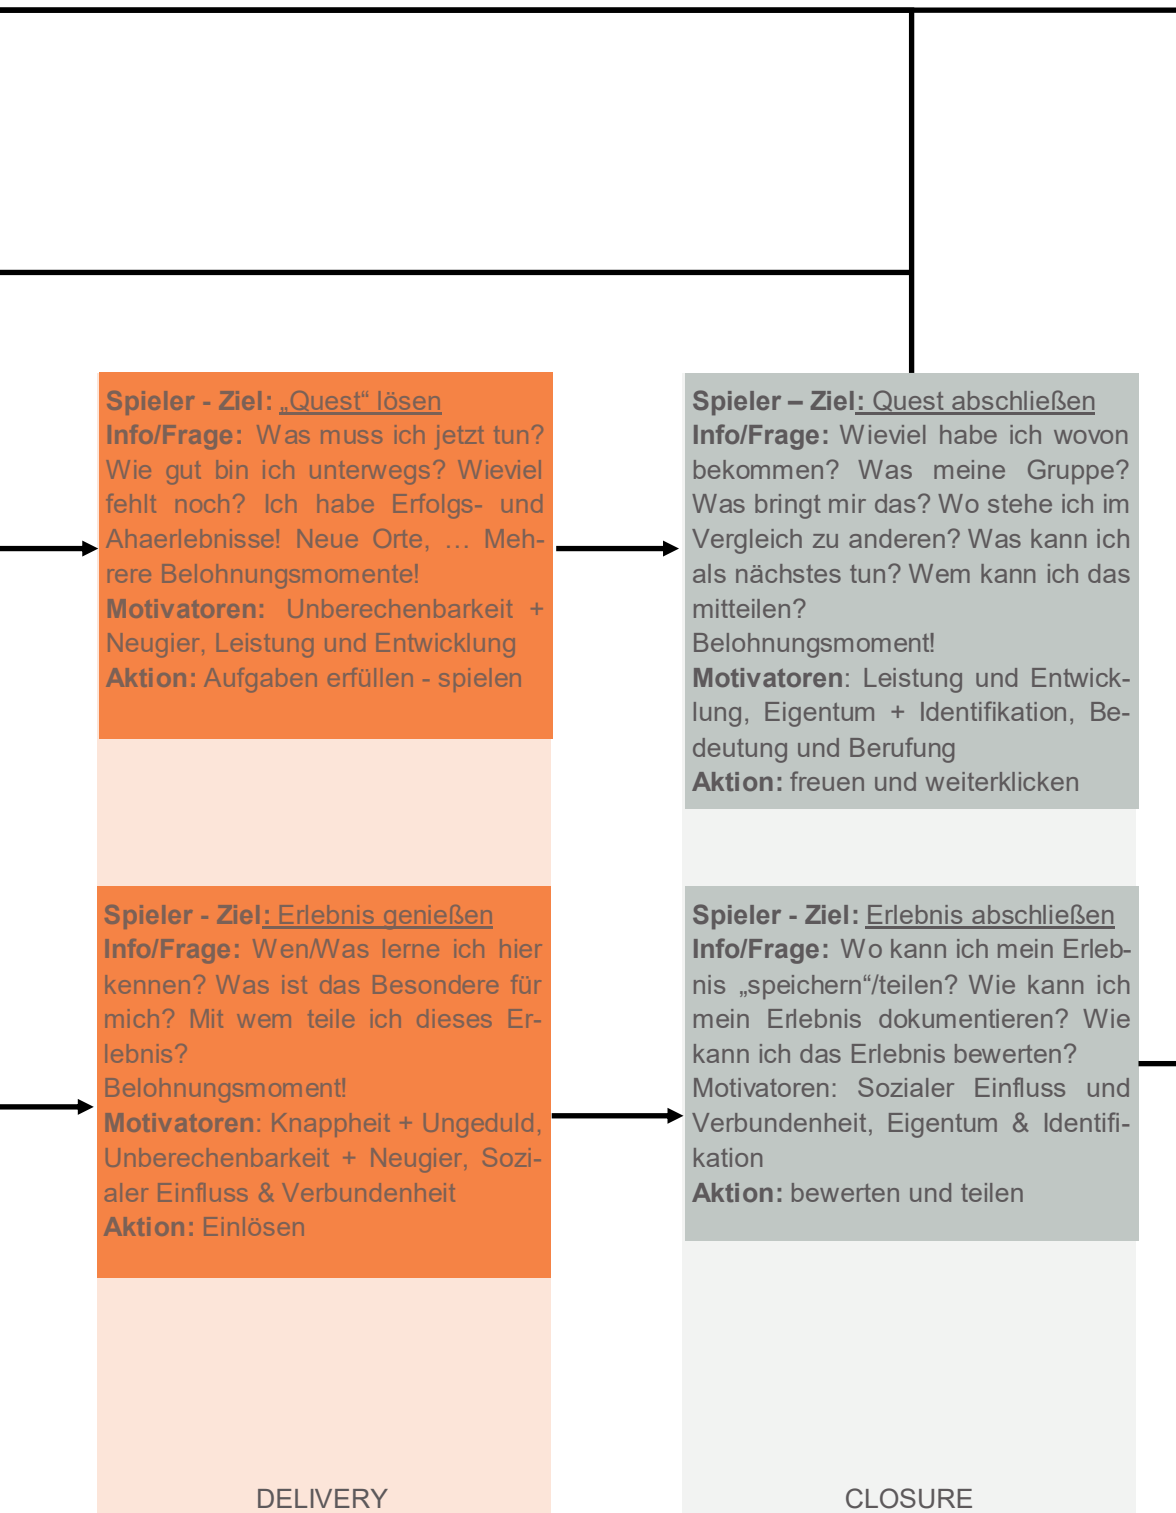 Spieler - Ziel: „Quest“ lösen
Info/Frage: Was muss ich jetzt tun?
Wie gut bin ich unterwegs? Wieviel
fehlt noch? Ich habe Erfolgs- und
Ahaerlebnisse! Neue Orte, … Meh-
rere Belohnungsmomente!
Motivatoren: Unberechenbarkeit +
Neugier, Leistung und Entwicklung
Aktion: Aufgaben erfüllen - spielen
Spieler – Ziel: Quest abschließen
Info/Frage: Wieviel habe ich wovon
bekommen? Was meine Gruppe?
Was bringt mir das? Wo stehe ich im
Vergleich zu anderen? Was kann ich
als nächstes tun? Wem kann ich das
mitteilen?
Belohnungsmoment!
Motivatoren: Leistung und Entwick-
lung, Eigentum + Identifikation, Be-
deutung und Berufung
Aktion: freuen und weiterklicken
Spieler - Ziel: Erlebnis genießen
Info/Frage: Wen/Was lerne ich hier
kennen? Was ist das Besondere für
mich? Mit wem teile ich dieses Er-
lebnis?
Belohnungsmoment!
Motivatoren: Knappheit + Ungeduld,
Unberechenbarkeit + Neugier, Sozi-
aler Einfluss & Verbundenheit
Aktion: Einlösen
Spieler - Ziel: Erlebnis abschließen
Info/Frage: Wo kann ich mein Erleb-
nis „speichern“/teilen? Wie kann ich
mein Erlebnis dokumentieren? Wie
kann ich das Erlebnis bewerten?
Motivatoren: Sozialer Einfluss und
Verbundenheit, Eigentum & Identifi-
kation
Aktion: bewerten und teilen
DELIVERY
CLOSURE